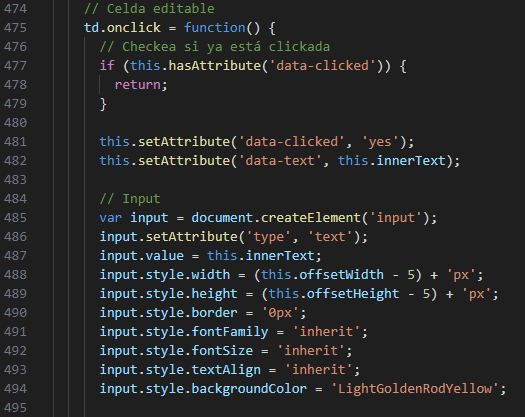 474 // Celda editable
475 td.onclick = function() {
476 // Checkea si ya está clickada
477 if (this.hasAttribute('data-clicked')) {
478 return;
479 }
480
481 this.setAttribute('data-clicked', 'yes');
482 this.setAttribute('data-text', this.innerText);
483
484 // Input
485 var input = document.createElement('input');
486 input.setAttribute('type', 'text');
487 input.value = this.innerText;
488 input.style.width = (this.offsetWidth - 5) + 'px';
489 input.style.height = (this.offsetHeight - 5) + 'px';
490 input.style.border = '0px';
491 input.style.fontFamily = 'inherit';
492 input.style.fontSize = 'inherit';
493 input.style.textAlign = 'inherit';
494 input.style.backgroundColor = 'LightGoldenRodYellow';
495